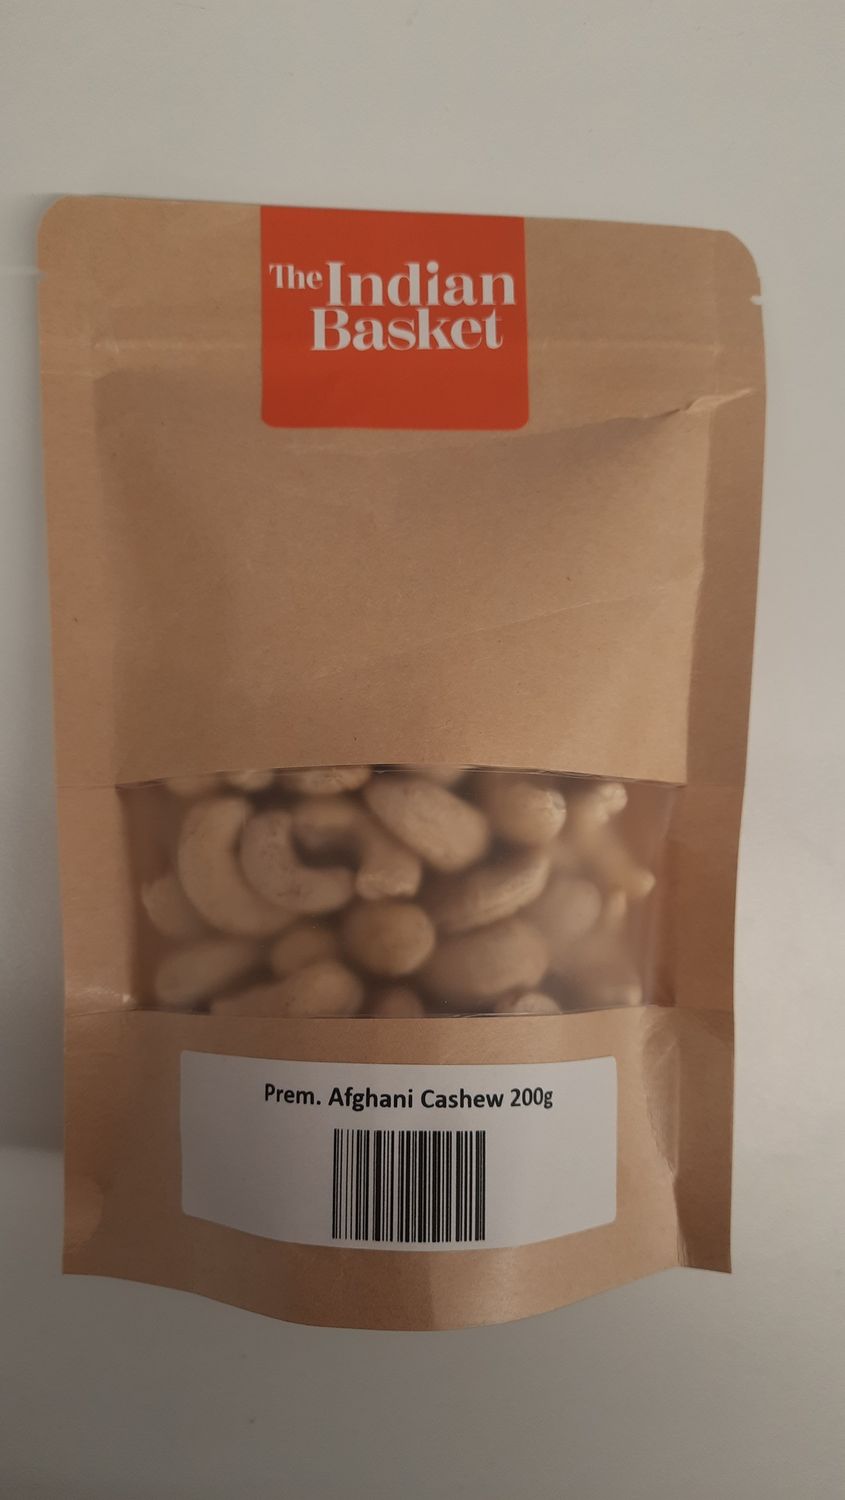 The Indian
Basket
Prem. Afghani Cashew 200g